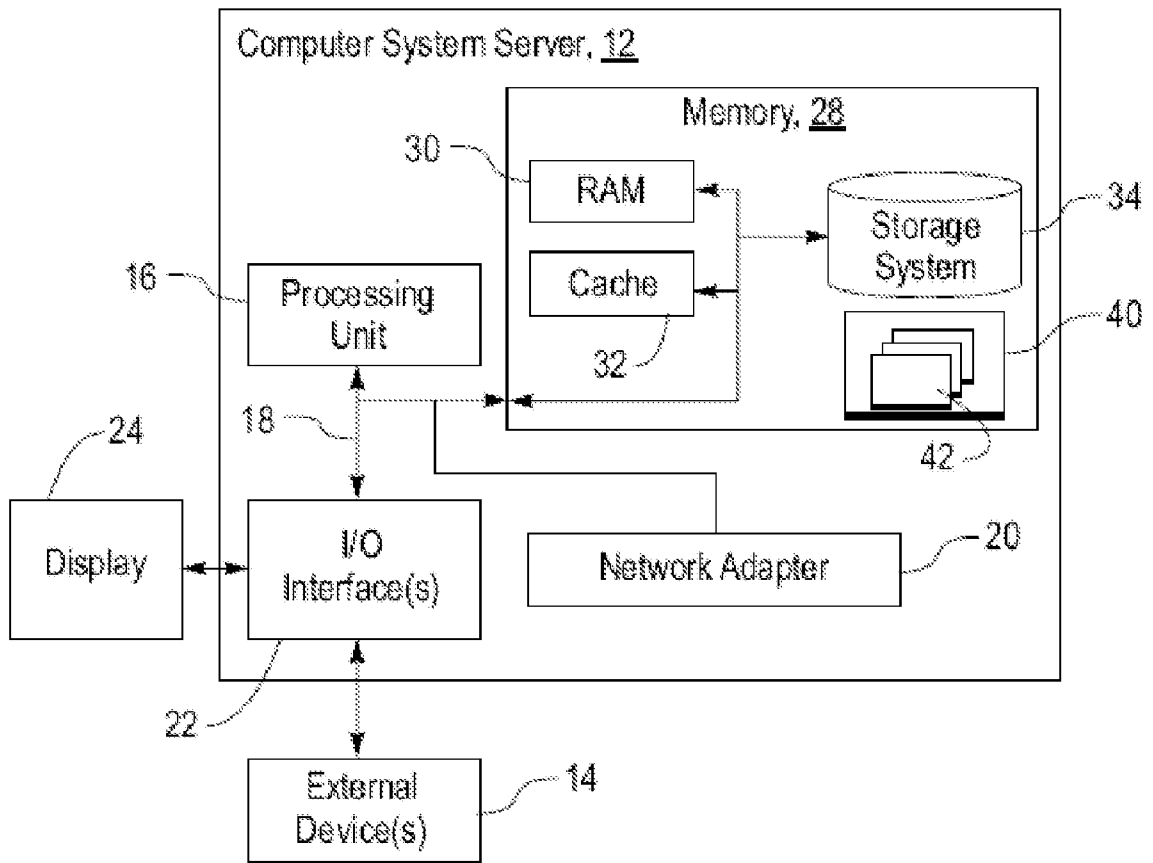 Computer System Server, 12
Memory, 28
30
RAM
Storage
System
34
16
Processing
Unit
Cache
32
40
18
42
24
Display
I/O
Interface(s)
Network Adapter
20
22
External
Device(s)
14